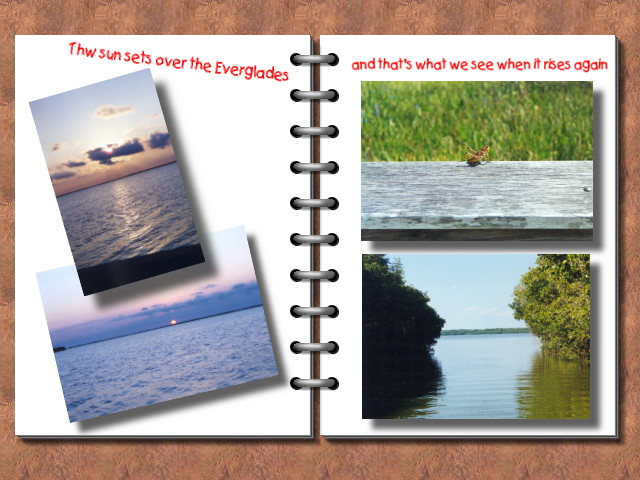 Thw sun sets over the Everglades
and that's what we see when it rises again